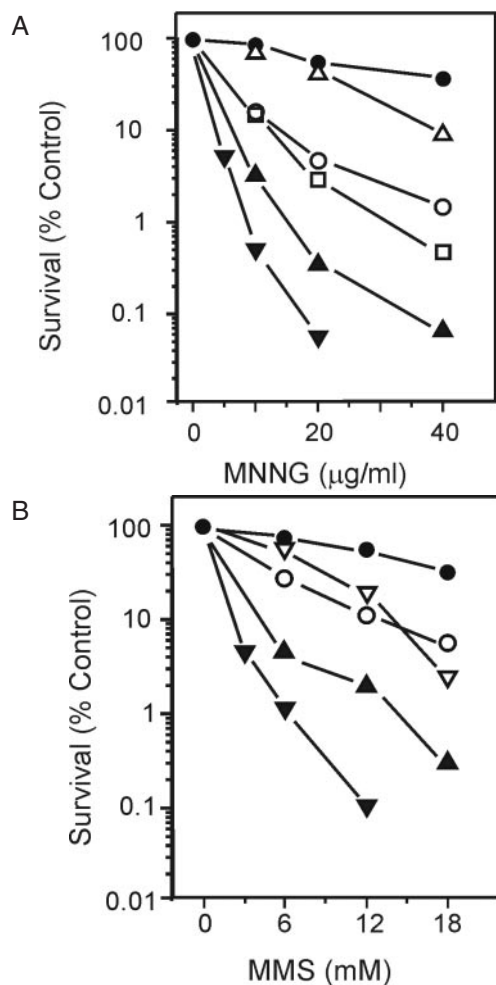 A
Survival (% Control)
100
10
1
0.1
0.01
0 20 40
MNNG (μg/ml)
B
Survival (% Control)
100
10
1
0.1
0.01
0 6 12 18
MMS (mM)